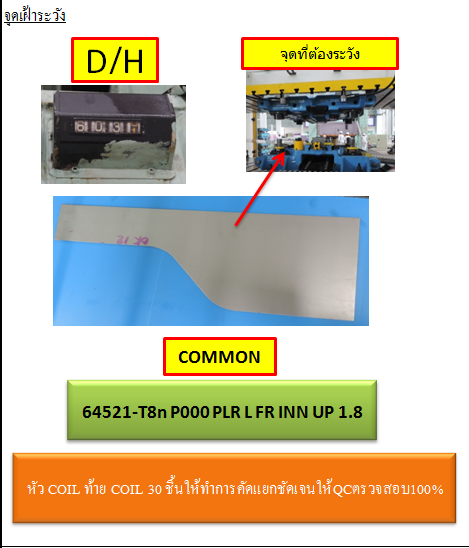 จุดเฝ้าระวัง
D/H
จุดที่ต้องระวัง
COMMON
64521-T8n P000 PLR L FR INN UP 1.8
หัว COIL ท้าย COIL 30 ชิ้นให้ทำการคัดแยกชัดเจนให้QCตรวจสอบ100%